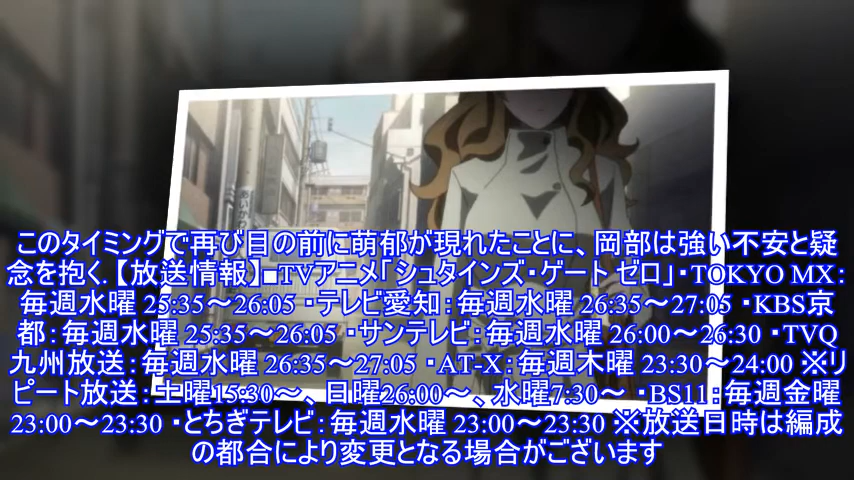 あいかっ
このタイミングで再び目の前に萌郁が現れたことに、岡部は強い不安と疑
念を抱く.【放送情報】■TVアニメ「シュタインズ・ゲート ゼロ」・TOKYO MX：
毎週水曜 25:35～26:05 ・テレビ愛知：毎週水曜 26:35～27:05 ・KBS京
都：毎週水曜 25:35～26:05 ・サンテレビ：毎週水曜 26:00～26:30 ・TVQ
九州放送：毎週水曜 26:35～27:05 ・AT-X：毎週木曜 23:30～24:00 ※リ
ピート放送：土曜15:30～、日曜26:00～、水曜7:30～ ・BS11：毎週金曜
23:00～23:30 ・とちぎテレビ：毎週水曜 23:00～23:30 ※放送日時は編成
の都合により変更となる場合がございます